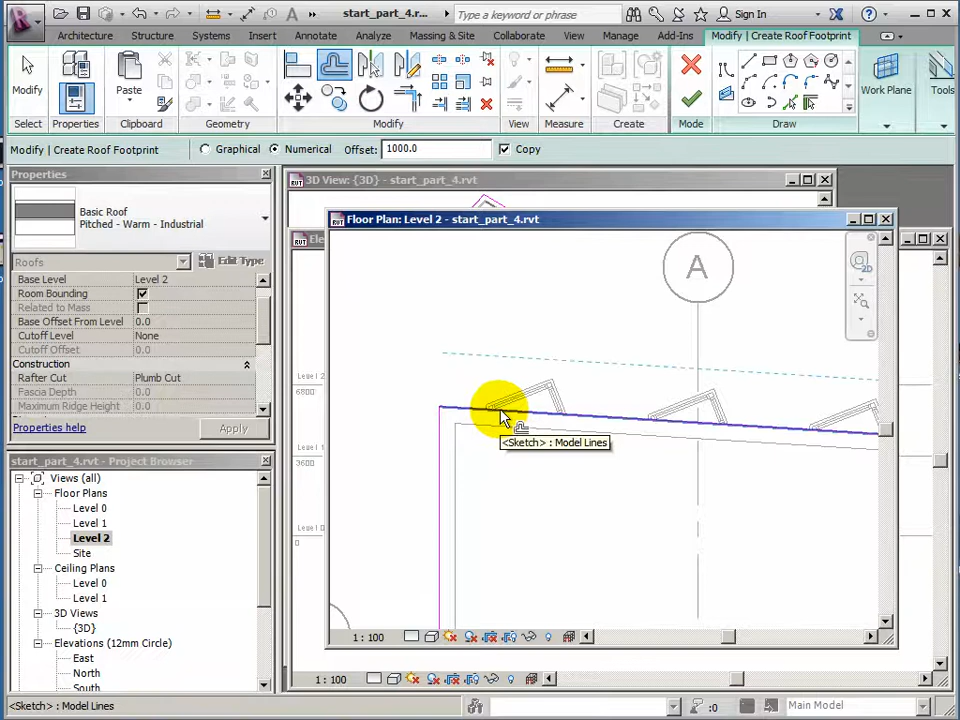 start_part_4.r...
Type a keyword or phrase
Sign In
Architecture
Structure
Systems
Insert
Annotate
Analyze
Massing & Site
Collaborate
View
Manage
Add-Ins
Modify | Create Roof Footprint
Modify
Paste
Work Plane
Tools
Select
Properties
Clipboard
Geometry
Modify
View
Measure
Create
Mode
Draw
Modify | Create Roof Footprint
Graphical
Numerical
Offset:
1000.0
Copy
Properties
Basic Roof
Pitched - Warm - Industrial
Roofs
Edit Type
Base Level
Level 2
Room Bounding
Related to Mass
Base Offset From Level
0.0
Cutoff Level
None
Cutoff Offset
0.0
Construction
Rafter Cut
Plumb Cut
Fascia Depth
0.0
Maximum Ridge Height
0.0
Properties help
Apply
start_part_4.rvt - Project Browser
Views (all)
Floor Plans
Level 0
Level 1
Level 2
Site
Ceiling Plans
Level 0
Level 1
3D Views
{3D}
Elevations (12mm Circle)
East
North
South
3D View: {3D} - start_part_4.rvt
Ele
Floor Plan: Level 2 - start_part_4.rvt
A
2D
Level 2
6800
Level 1
3600
Level 0
0
<Sketch> : Model Lines
1 : 100
1 : 100
<Sketch> : Model Lines
:0
Main Model